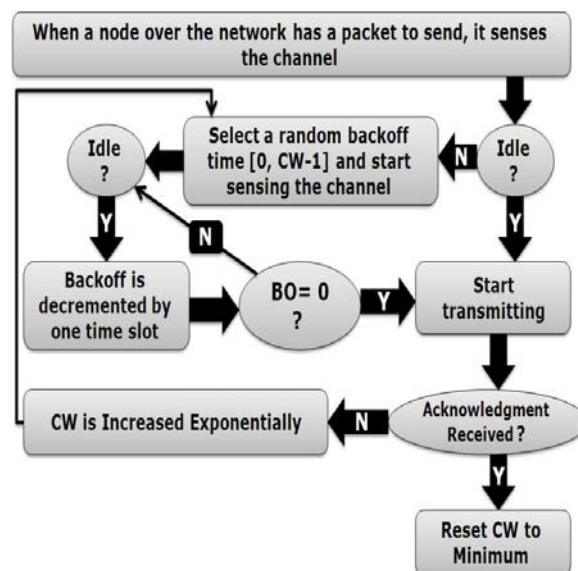 When a node over the network has a packet to send, it senses
the channel
Idle
?
Y
Select a random backoff
time [0, CW-1] and start
sensing the channel
N
Idle
?
Y
N
Backoff is
decremented by
one time slot
BO= 0
?
Y
Start
transmitting
CW is Increased Exponentially
N
Acknowledgment
Received ?
Y
Reset CW to
Minimum